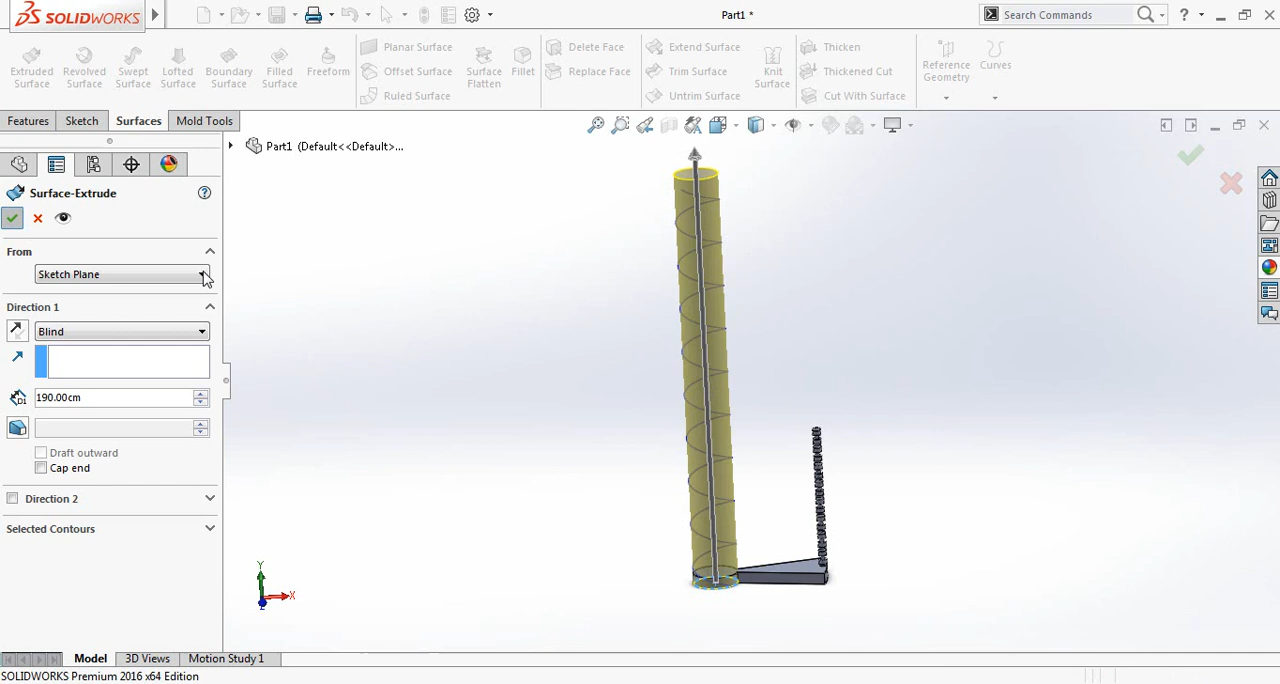 SOLIDWORKS
Part1 *
Search Commands
?
Extruded Surface
Revolved Surface
Swept Surface
Lofted Surface
Boundary Surface
Filled Surface
Freeform
Planar Surface
Offset Surface
Ruled Surface
Surface Flatten
Fillet
Delete Face
Replace Face
Extend Surface
Trim Surface
Untrim Surface
Knit Surface
Thicken
Thickened Cut
Cut With Surface
Reference Geometry
Curves
Features
Sketch
Surfaces
Mold Tools
Part1 (Default<<Default>...
Surface-Extrude
?
From
Sketch Plane
Direction 1
Blind
D1
190.00cm
Draft outward
Cap end
Direction 2
Selected Contours
Y
X
Z
Model
3D Views
Motion Study 1
SOLIDWORKS Premium 2016 x64 Edition